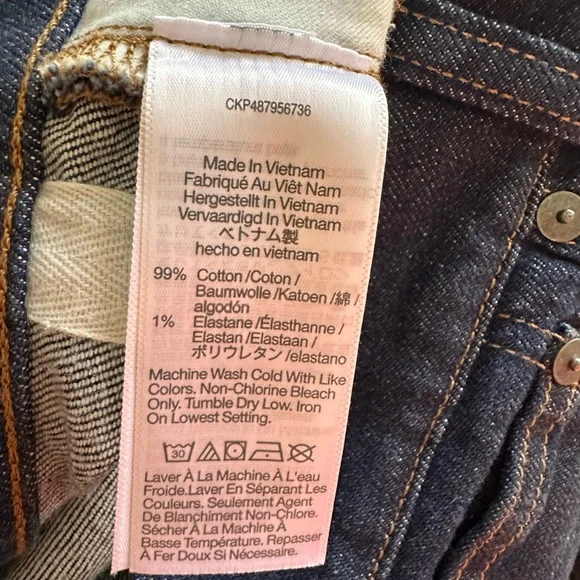 CKP487956736
Made In Vietnam
Fabriqué Au Viêt Nam
Hergestellt In Vietnam
Vervaardigd In Vietnam
ベトナム製
hecho en vietnam
99% Cotton /Coton/
Baumwolle /Katoen /綿/
algodón
1% Elastane /Élasthanne /
Elastan /Elastaan/
ポリウレタン /elastano
Machine Wash Cold With Like
Colors. Non-Chlorine Bleach
Only. Tumble Dry Low. Iron
On Lowest Setting.
30
Laver À La Machine À L'eau
Froide.Laver En Séparant Les
Couleurs. Seulement Agent
De Blanchiment Non-Chlore.
Sécher À La Machine À
Basse Température. Repasser
À Fer Doux Si Nécessaire.